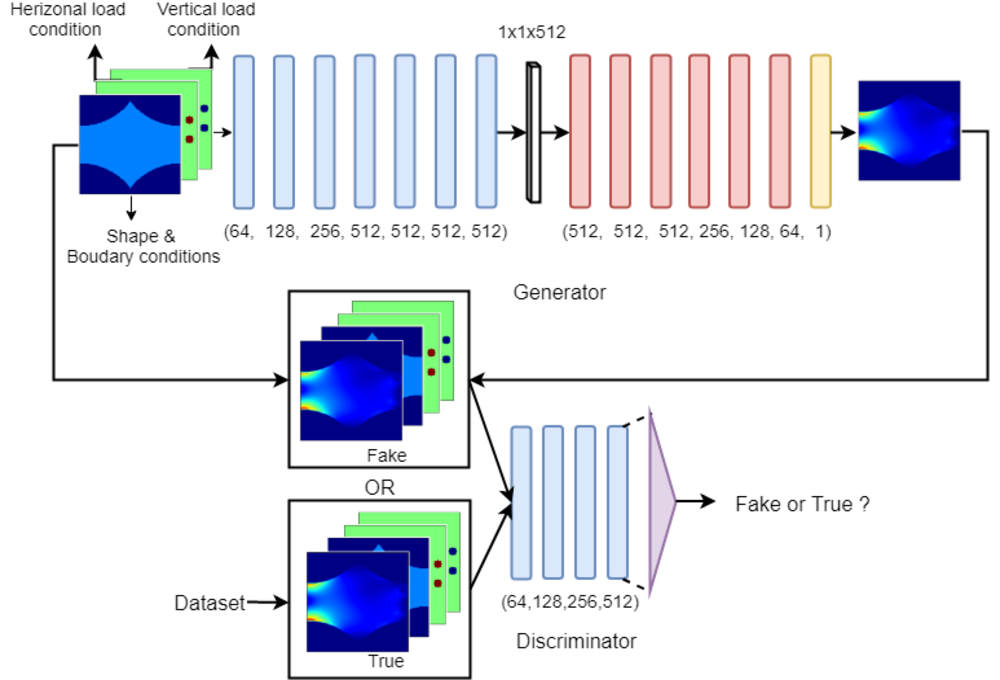 Herizonal load
condition
Vertical load
condition
1x1x512
(64, 128, 256, 512, 512, 512, 512)
(512, 512, 512, 256, 128, 64, 1)
Shape &
Boudary conditions
Generator
Fake
OR
Dataset
True
Fake or True ?
(64,128,256,512)
Discriminator